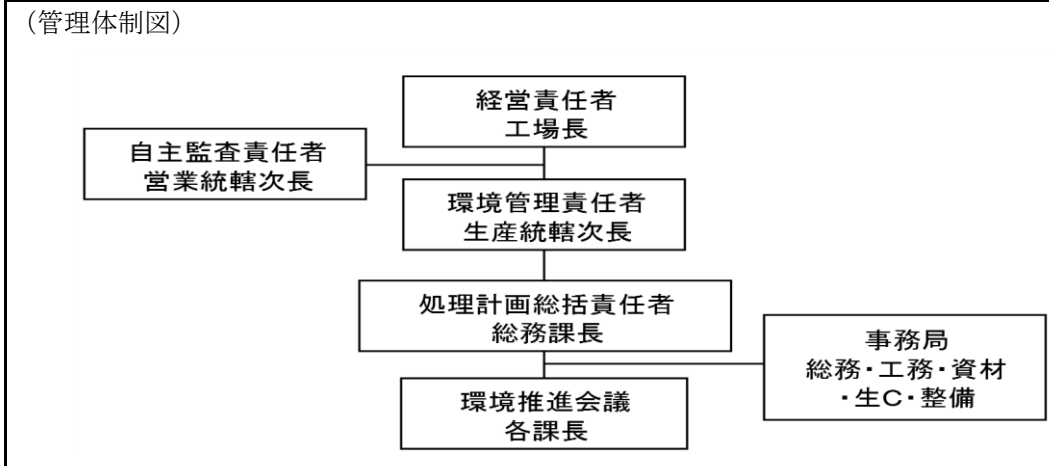 (管理体制図)
経営責任者
工場長
自主監査責任者
営業統轄次長
環境管理責任者
生産統轄次長
処理計画総括責任者
総務課長
事務局
総務・工務・資材
・生C・整備
環境推進会議
各課長